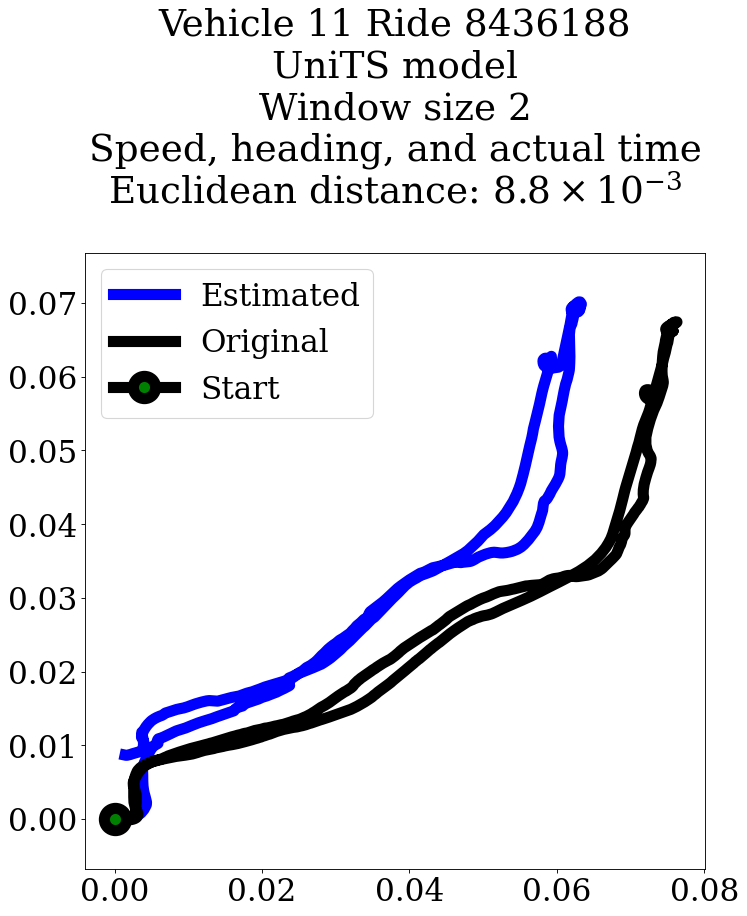 Vehicle 11 Ride 8436188
UniTS model
Window size 2
Speed, heading, and actual time
Euclidean distance: 8.8 × 10⁻³
Estimated
Original
Start
0.07
0.06
0.05
0.04
0.03
0.02
0.01
0.00
0.00 0.02 0.04 0.06 0.08